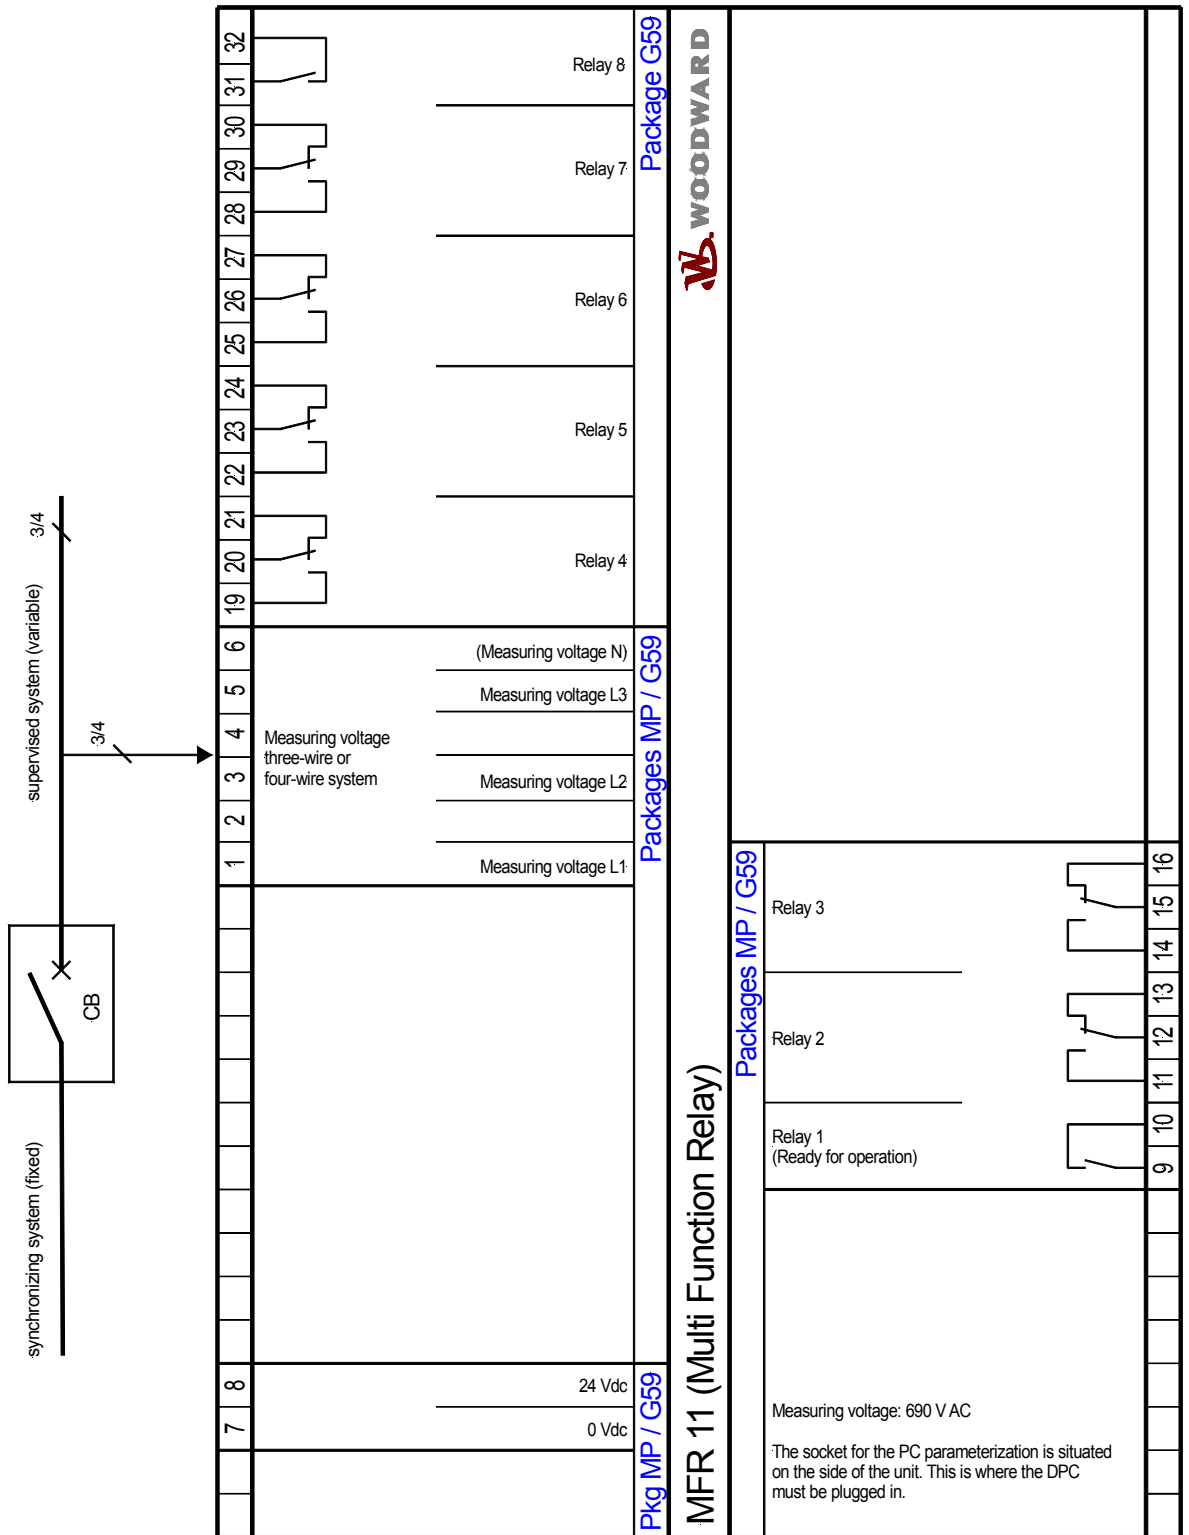 32
31
30
29
28
27
26
25
24
23
22
21
20
19
6
5
4
3
2
1
8
7
Relay 8
Relay 7
Relay 6
Relay 5
Relay 4
Package G59
WOODWARD
3/4
supervised system (variable)
3/4
CB
synchronizing system (fixed)
Measuring voltage
three-wire or
four-wire system
(Measuring voltage N)
Measuring voltage L3
Measuring voltage L2
Measuring voltage L1
Packages MP / G59
24 Vdc
0 Vdc
Pkg MP / G59
MFR 11 (Multi Function Relay)
Packages MP / G59
Relay 3
Relay 2
Relay 1
(Ready for operation)
16
15
14
13
12
11
10
9
Measuring voltage: 690 V AC
The socket for the PC parameterization is situated
on the side of the unit. This is where the DPC
must be plugged in.